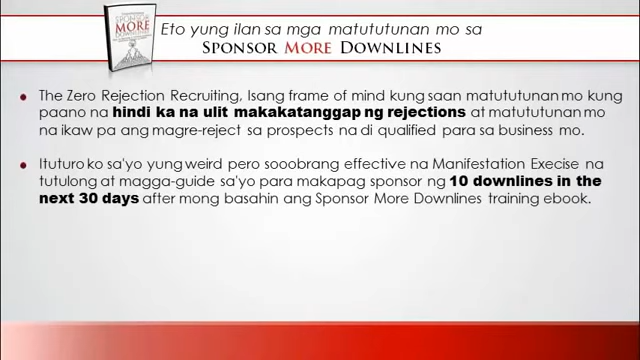 SPONSOR
MORE
DOWNLINES
Eto yung ilan sa mga matututunan mo sa
SPONSOR MORE DOWNLINES
The Zero Rejection Recruiting, Isang frame of mind kung saan matututunan mo kung
paano na hindi ka na ulit makakatanggap ng rejections at matututunan mo
na ikaw pa ang magre-reject sa prospects na di qualified para sa business mo.
Ituturo ko sa'yo yung weird pero sooobrang effective na Manifestation Execise na
tutulong at magga-guide sa'yo para makapag sponsor ng 10 downlines in the
next 30 days after mong basahin ang Sponsor More Downlines training ebook.